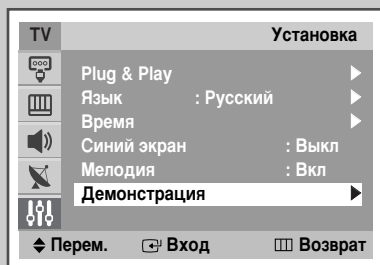 TV Установка
Plug & Play
Язык : Русский
Время
Синий экран : Выкл
Мелодия : Вкл
Демонстрация
Перем. Вход Возврат